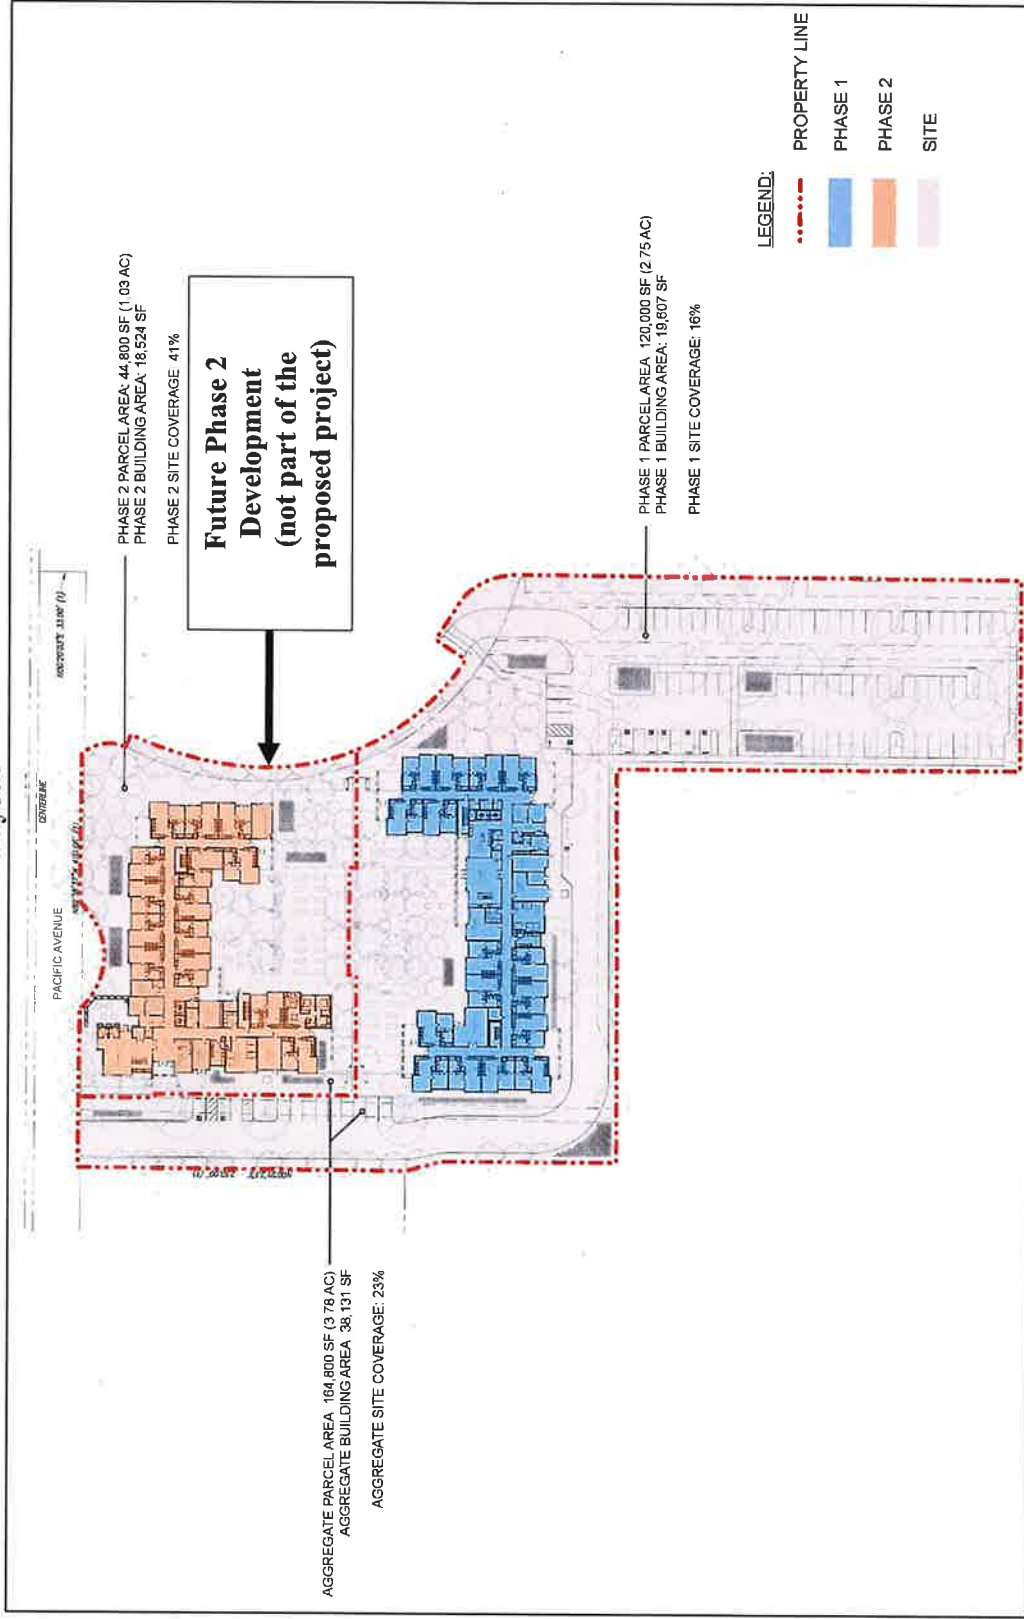 PACIFIC AVENUE
CENTERLINE
PHASE 2 PARCEL AREA: 44,800 SF (1.03 AC)
PHASE 2 BUILDING AREA: 18,524 SF
PHASE 2 SITE COVERAGE: 41%
Future Phase 2
Development
(not part of the
proposed project)
AGGREGATE PARCEL AREA 164,800 SF (3.78 AC)
AGGREGATE BUILDING AREA 38,131 SF
AGGREGATE SITE COVERAGE: 23%
PHASE 1 PARCEL AREA 120,000 SF (2.75 AC)
PHASE 1 BUILDING AREA: 19,607 SF
PHASE 1 SITE COVERAGE: 16%
LEGEND:
PROPERTY LINE
PHASE 1
PHASE 2
SITE